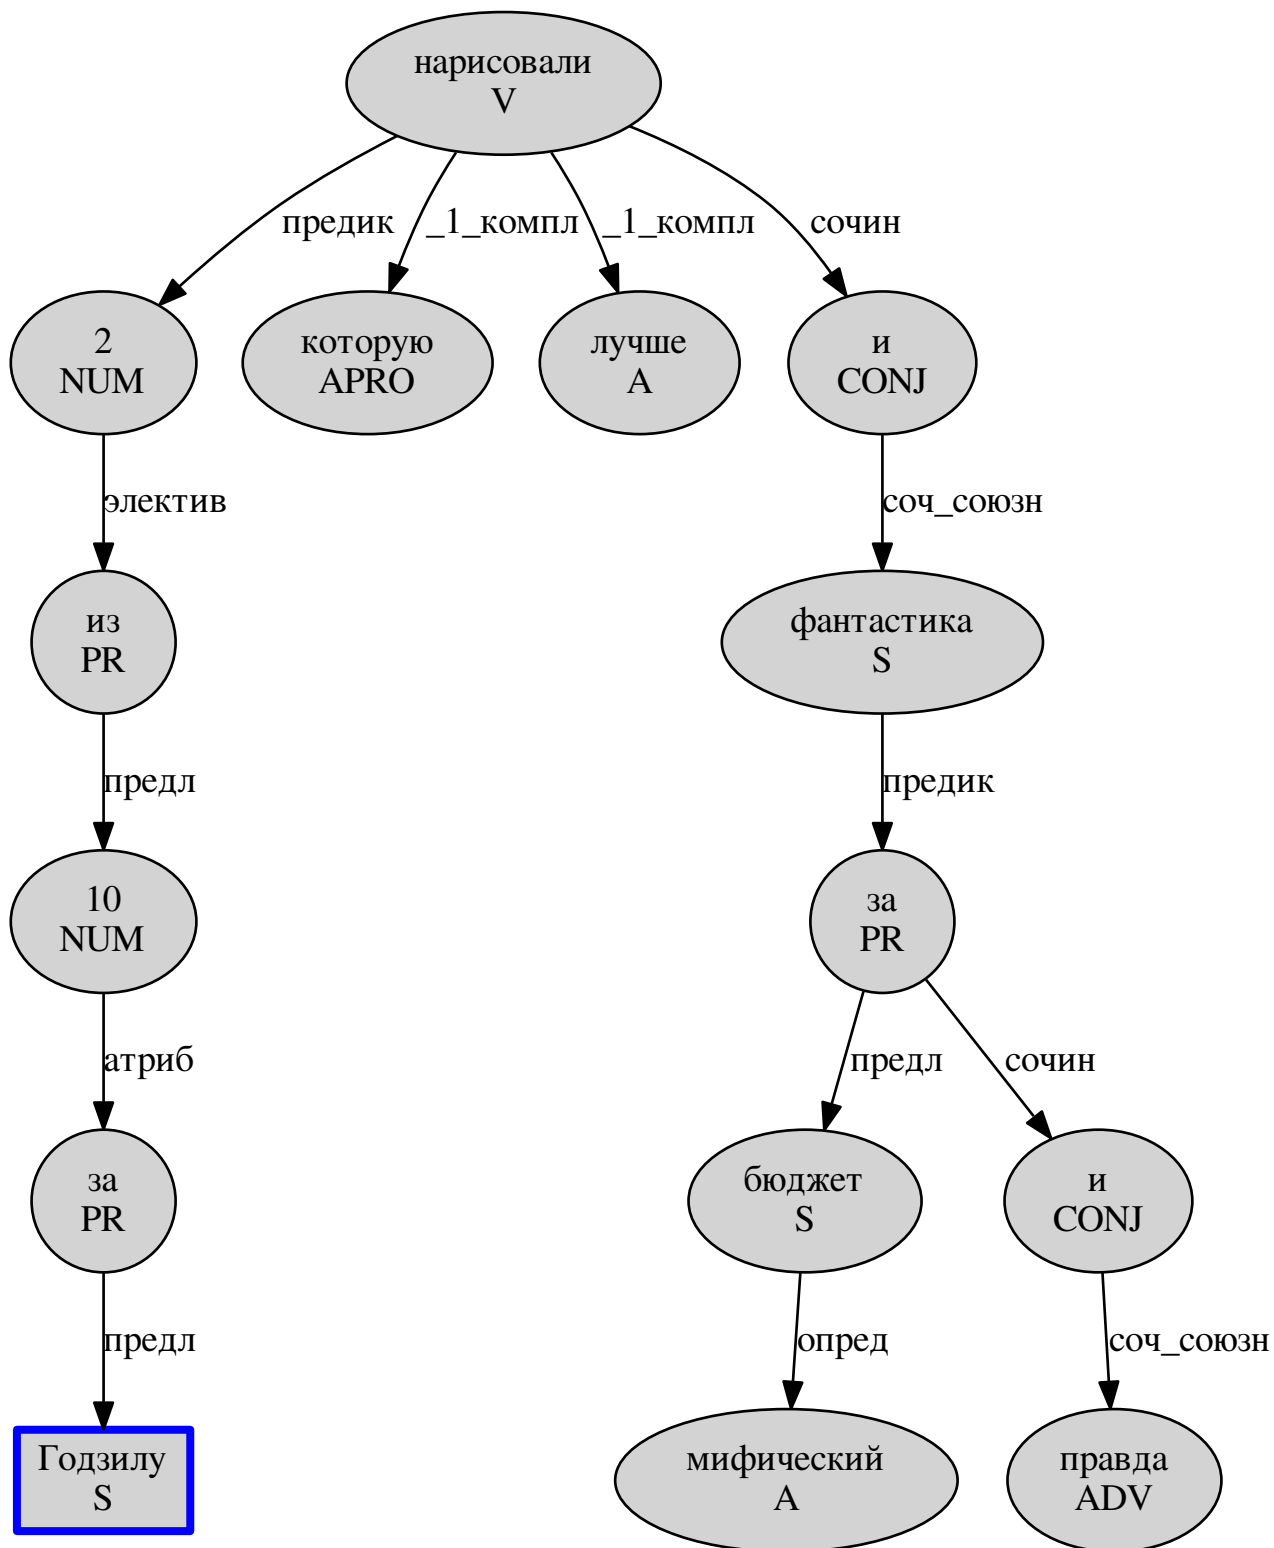 нарисовали
V
предик
_1_компл
_1_компл
сочин
2
NUM
которую
APRO
лучше
A
и
CONJ
электив
соч_союзн
из
PR
фантастика
S
предл
предик
10
NUM
за
PR
атриб
предл
сочин
за
PR
бюджет
S
и
CONJ
предл
опред
соч_союзн
Годзилу
S
мифический
A
правда
ADV